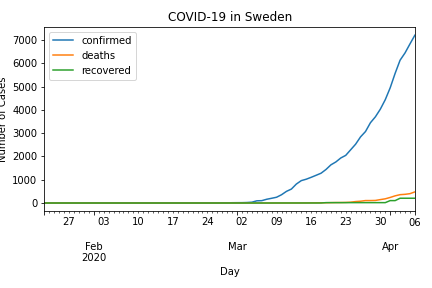 COVID-19 in Sweden
confirmed
deaths
recovered
7000
6000
5000
4000
3000
2000
1000
0
Number of Cases
27 03 10 17 24 02 09 16 23 30 06
Feb Mar Apr
2020
Day